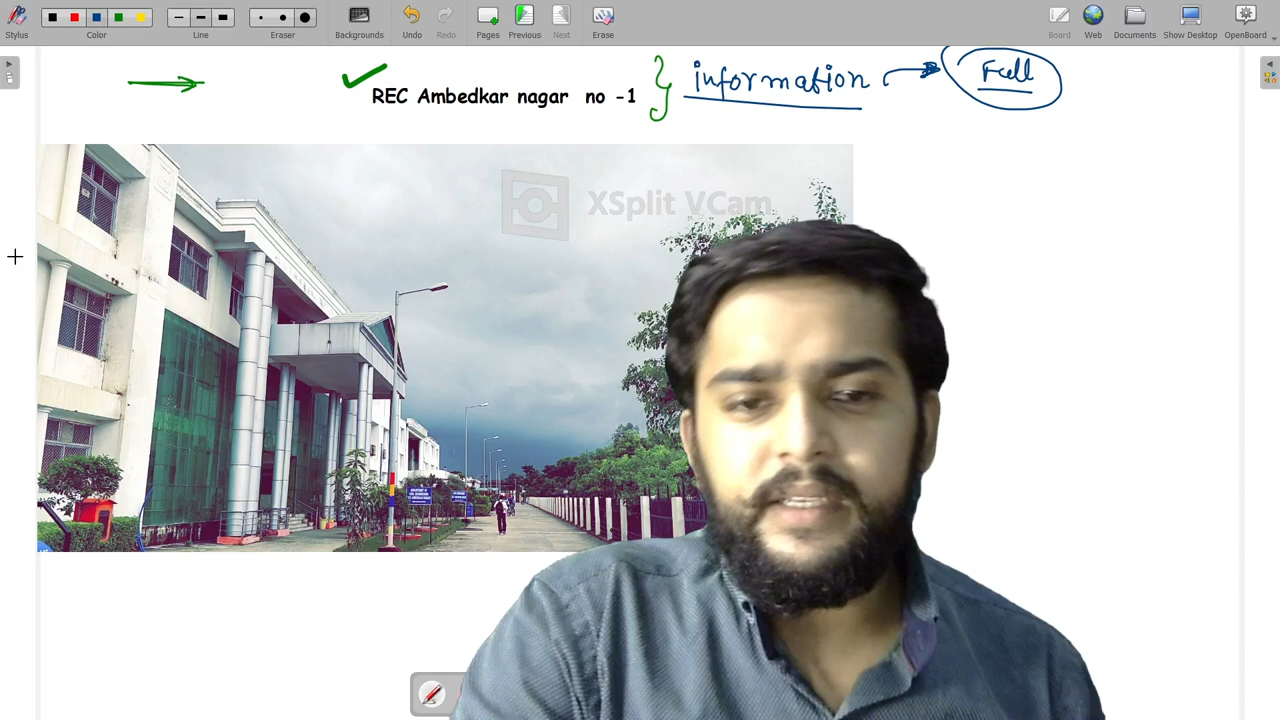 Stylus
Color
Line
Eraser
Backgrounds
Undo
Redo
Pages
Previous
Next
Erase
Board
Web
Documents
Show Desktop
OpenBoard
REC Ambedkar nagar no -1 } information Full
XSplit VCam